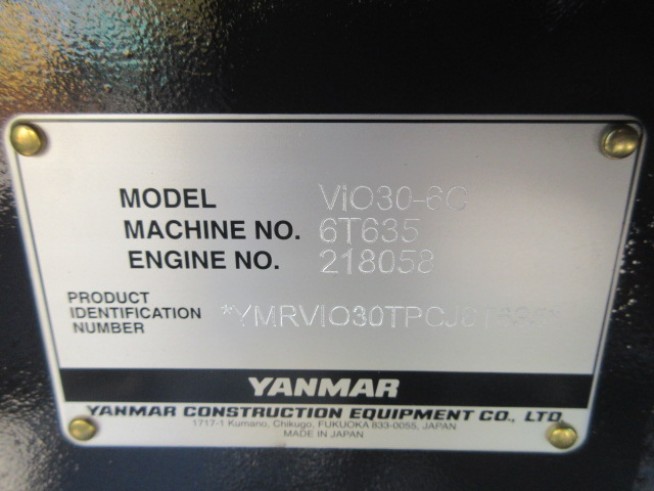 MODEL ViO30-6
MACHINE NO. 6T635
ENGINE NO. 218058
PRODUCT
IDENTIFICATION
NUMBER
YANMAR
YANMAR CONSTRUCTION EQUIPMENT CO., LTD.
1717-1 Kumano, Chikugo, FUKUOKA 833-0055, JAPAN
MADE IN JAPAN